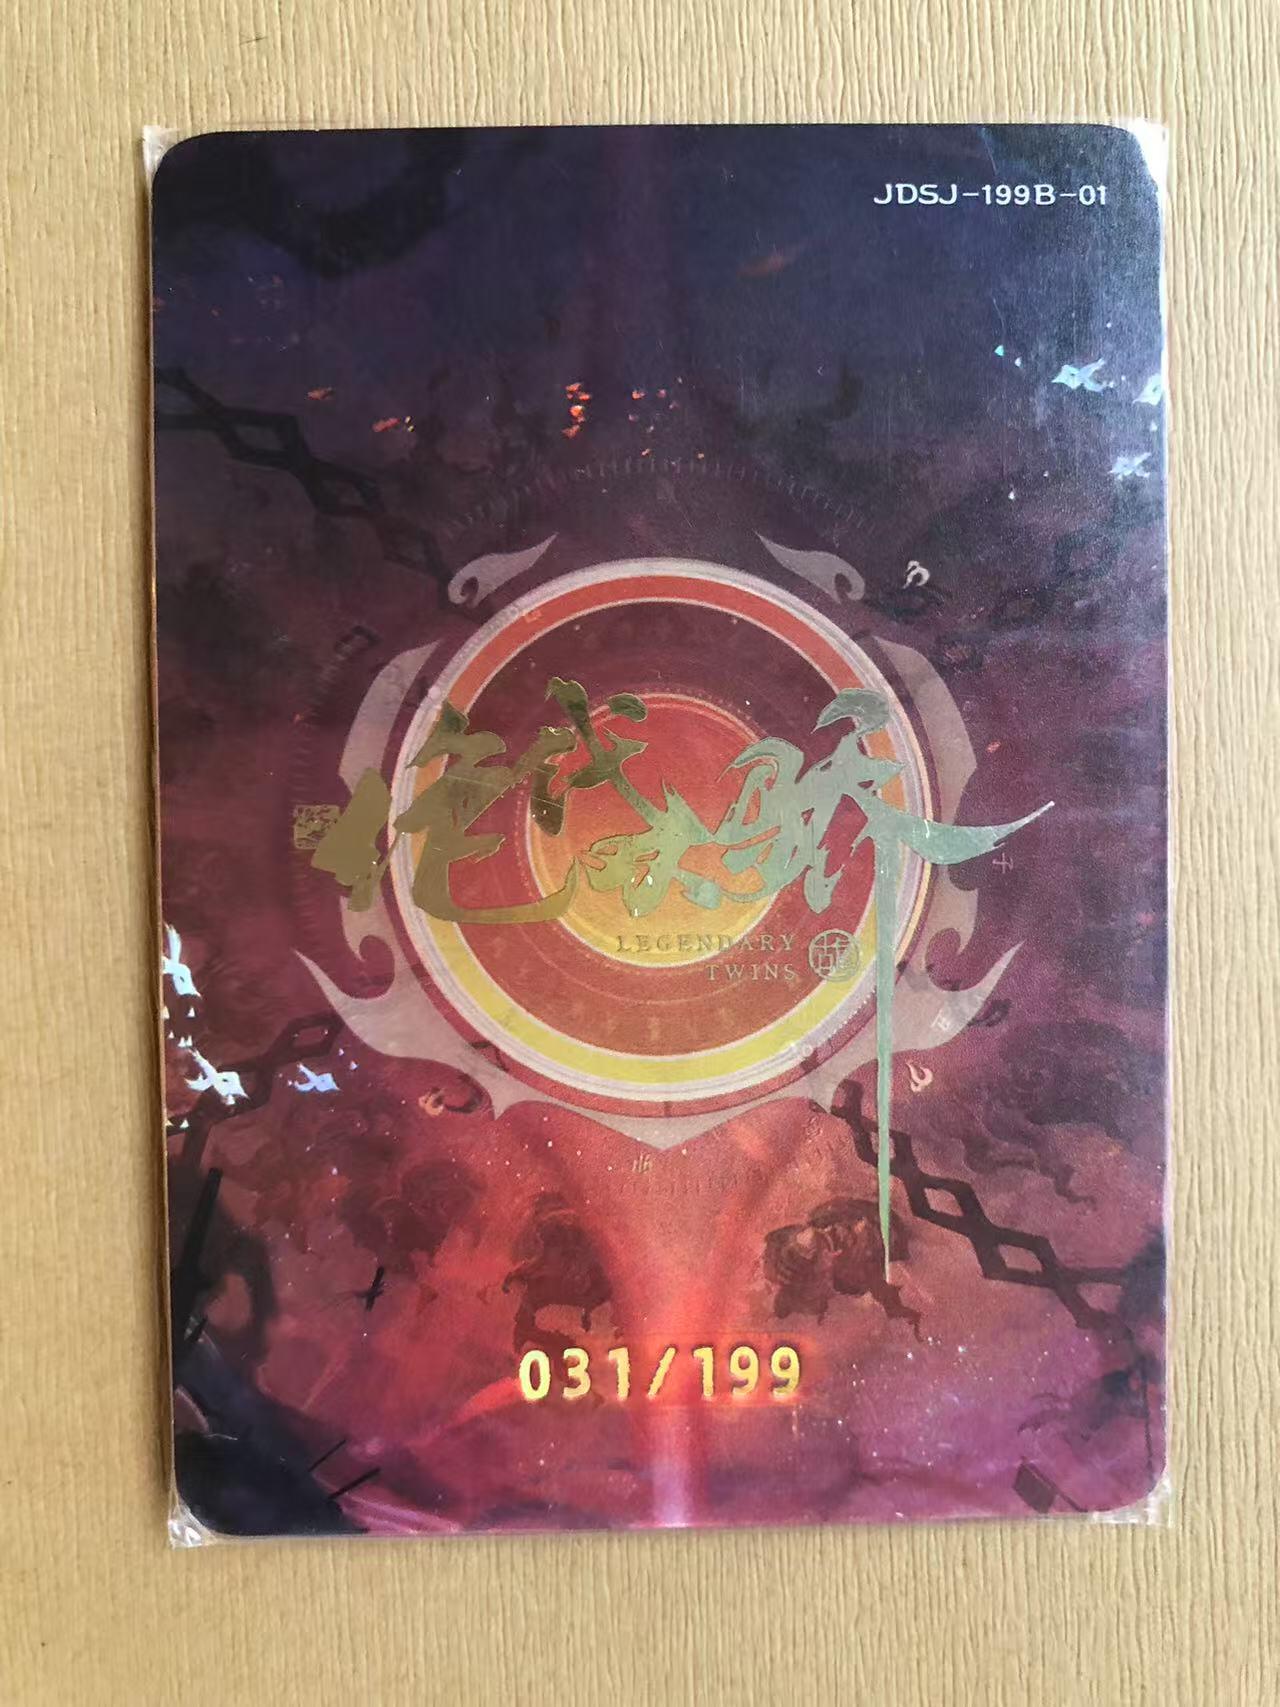 JDSJ-199B-01
绝代双骄
LEGENDARY
TWINS
031/199